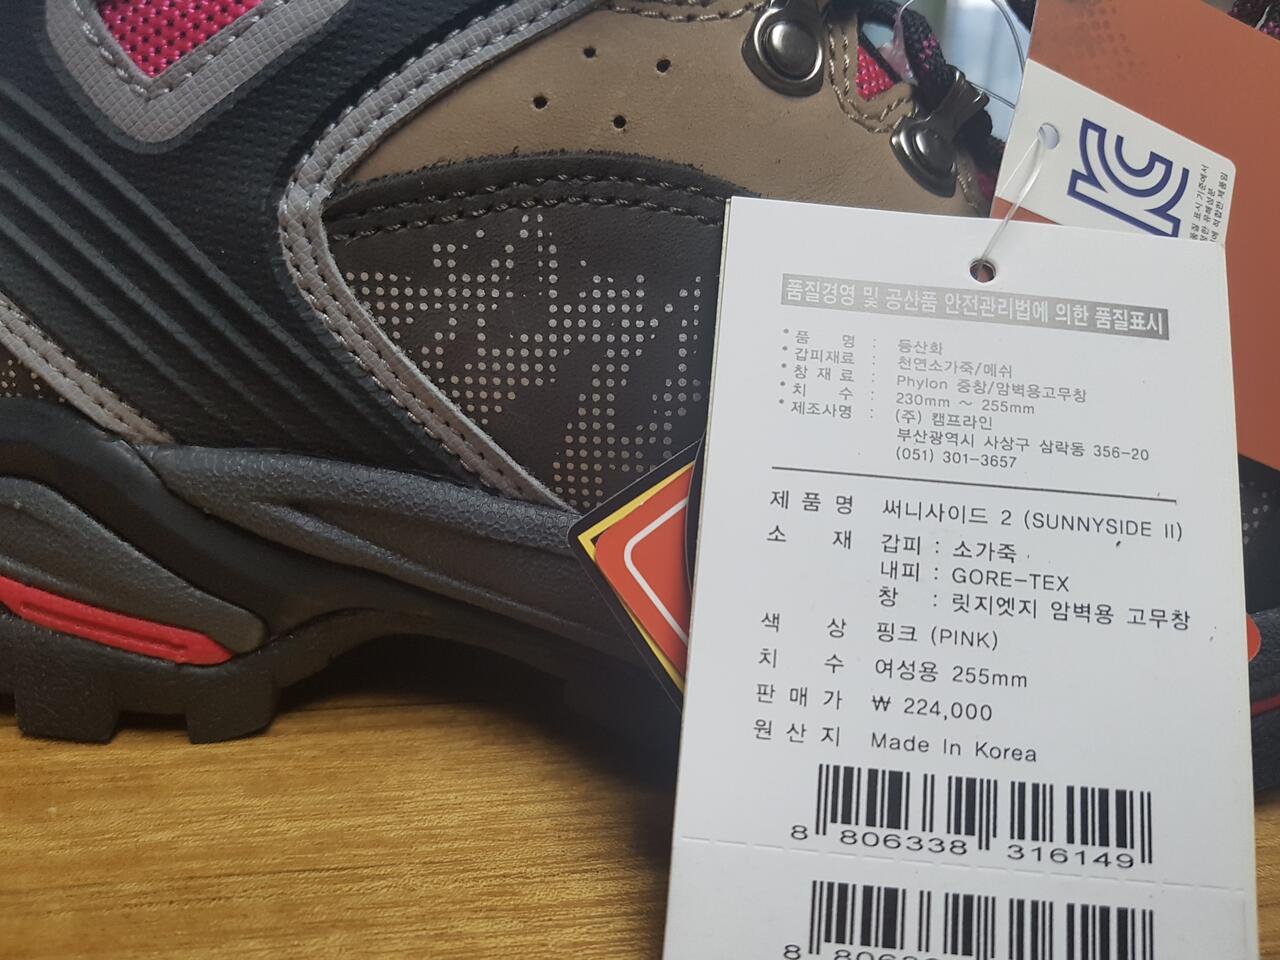 품질경영 및 공산품 안전관리법에 의한 품질표시
* 품 명 : 등산화
* 갑피재료 : 천연소가죽/메쉬
* 창 재 료 : Phylon 중창/암벽용고무창
* 치 수 : 230mm ~ 255mm
* 제조사명 : (주) 캠프라인
부산광역시 사상구 삼락동 356-20
(051) 301-3657
제 품 명 써니사이드 2 (SUNNYSIDE II)
소 재 갑피 : 소가죽
내피 : GORE-TEX
창 : 릿지엣지 암벽용 고무창
색 상 핑크 (PINK)
치 수 여성용 255mm
판 매 가 ₩ 224,000
원 산 지 Made In Korea
8 806338 316149